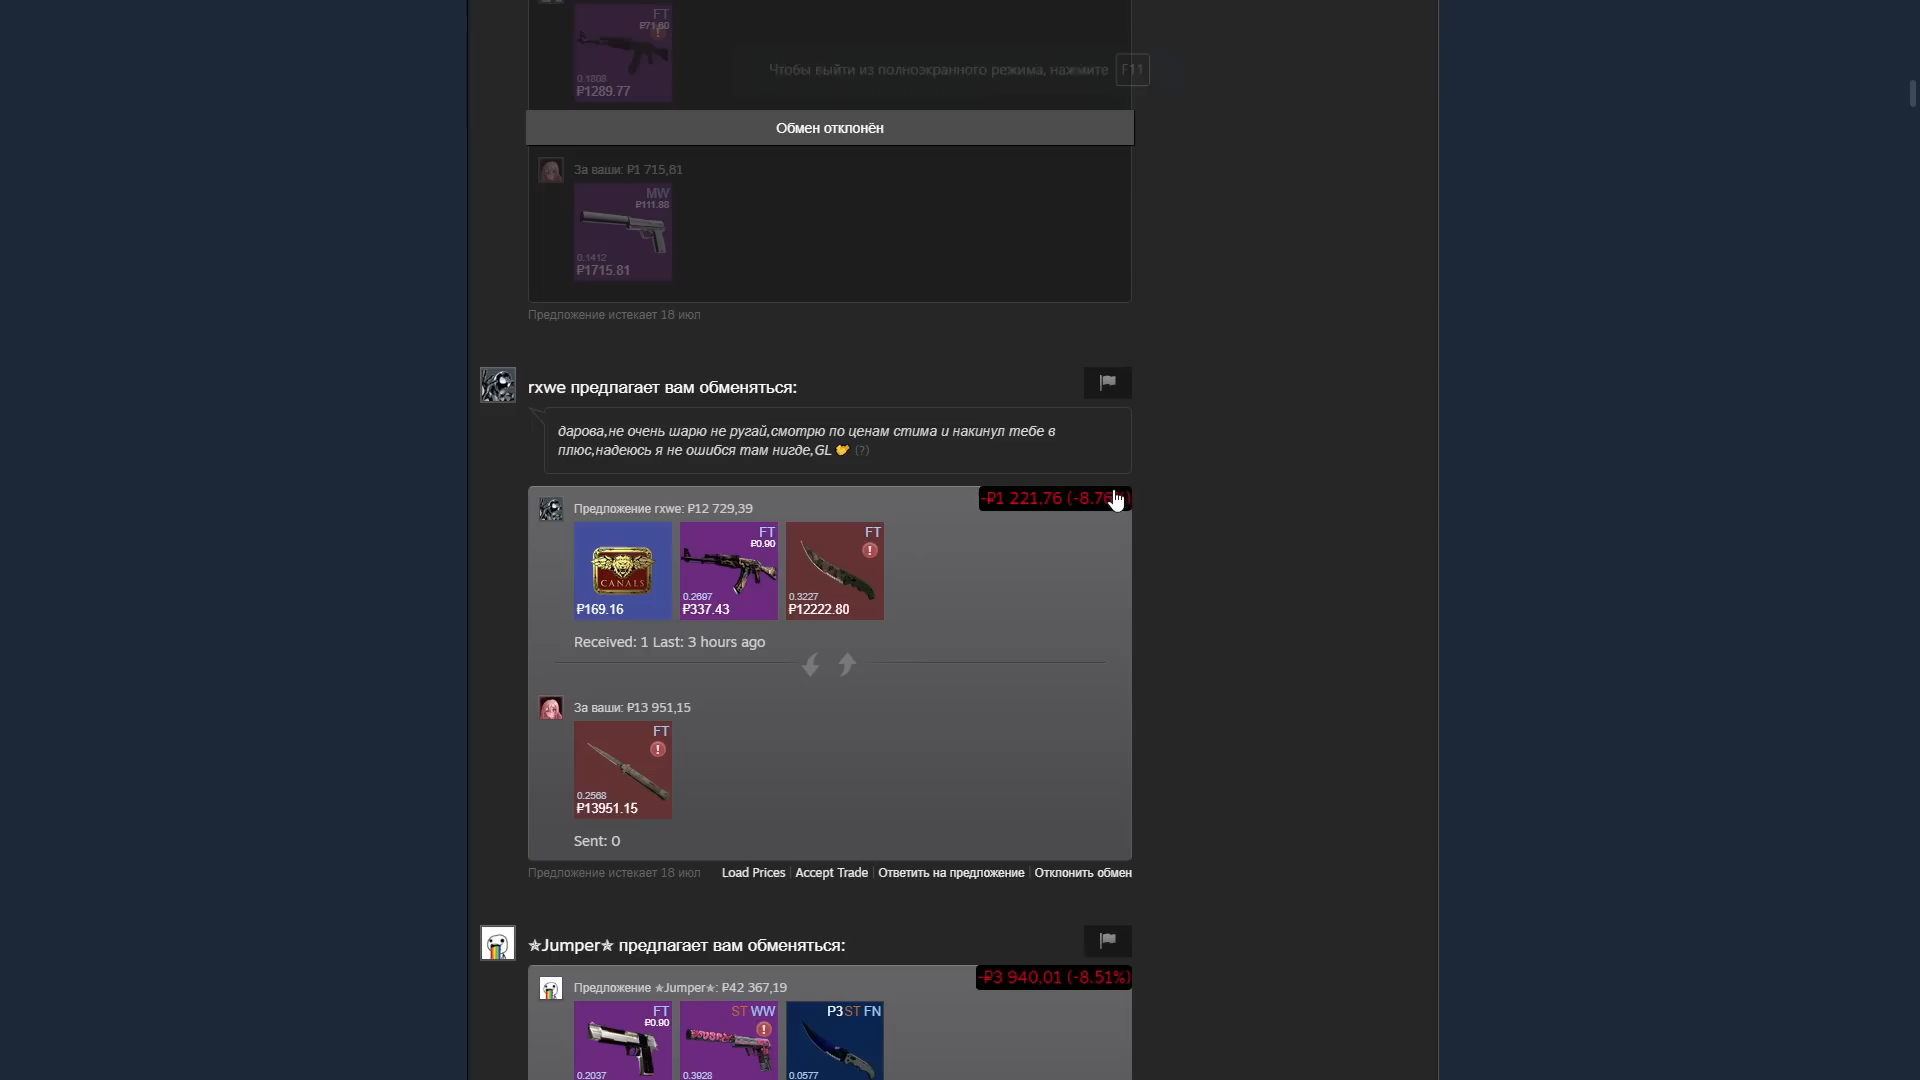 FT
₽71.60
0.1808
₽1289.77
Чтобы выйти из полноэкранного режима, нажмите F11
Обмен отклонён
За ваши: ₽1 715,81
MW
₽111.88
0.1412
₽1715.81
Предложение истекает 18 июл
rxwe предлагает вам обменяться:
дарова,не очень шарю не ругай,смотрю по ценам стима и накинул тебе в
плюс,надеюсь я не ошибся там нигде,GL 🤝 (?)
-₽1 221,76 (-8.76
Предложение rxwe: ₽12 729,39
CANALS
₽169.16
FT
₽0.90
0.2697
₽337.43
FT
0.3227
₽12222.80
Received: 1 Last: 3 hours ago
За ваши: ₽13 951,15
FT
0.2568
₽13951.15
Sent: 0
Предложение истекает 18 июл Load Prices | Accept Trade | Ответить на предложение | Отклонить обмен
✯Jumper✯ предлагает вам обменяться:
-₽3 940,01 (-8.51%)
Предложение ✯Jumper✯: ₽42 367,19
FT
₽0.90
0.2037
ST WW
0.3928
P3 ST FN
0.0577